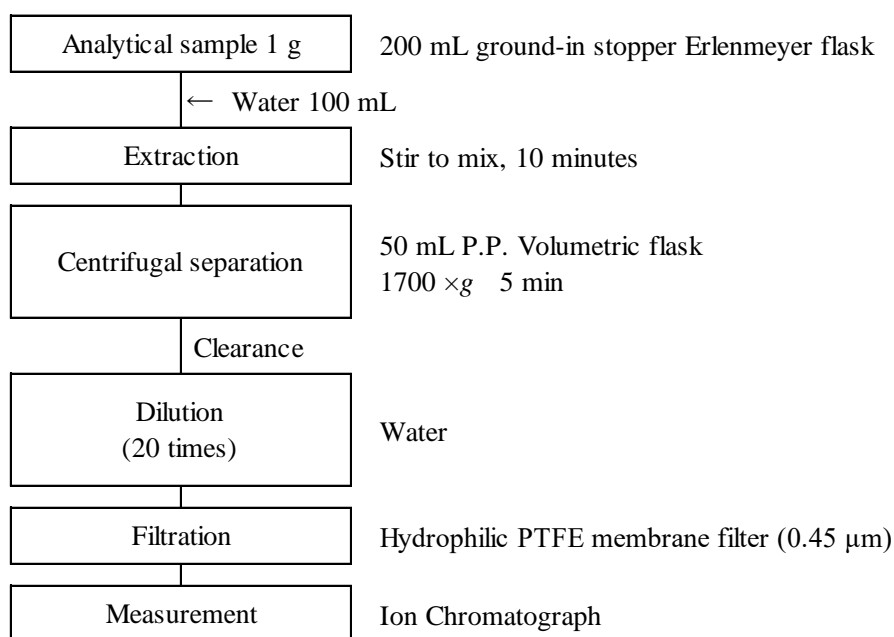 Analytical sample 1 g
200 mL ground-in stopper Erlenmeyer flask
← Water 100 mL
Extraction
Stir to mix, 10 minutes
Centrifugal separation
50 mL P.P. Volumetric flask
1700 ×g 5 min
Clearance
Dilution
(20 times)
Water
Filtration
Hydrophilic PTFE membrane filter (0.45 µm)
Measurement
Ion Chromatograph